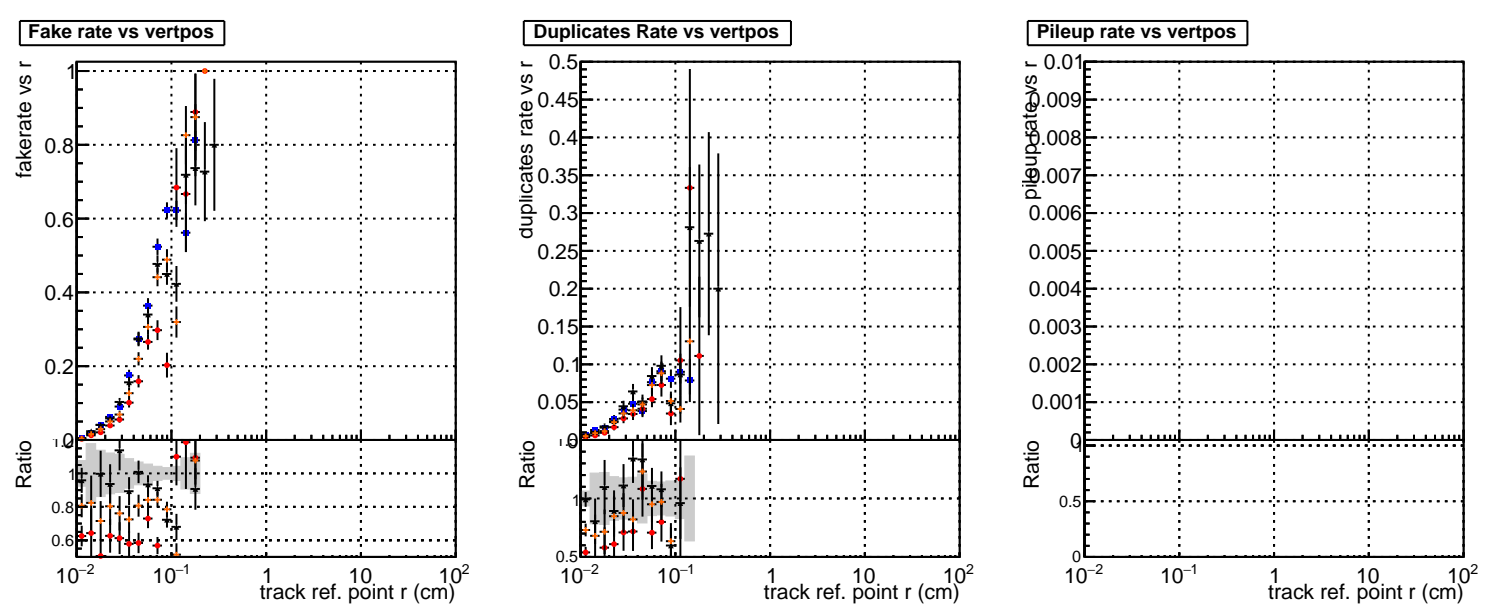 Fake rate vs vertpos
fakerate vs r
1
0.8
0.6
0.4
0.2
0
Ratio
1
0.8
0.6
10⁻² 10⁻¹ 1 10 10²
track ref. point r (cm)
Duplicates Rate vs vertpos
duplicates rate vs r
0.5
0.45
0.4
0.35
0.3
0.25
0.2
0.15
0.1
0.05
0
Ratio
1
0.5
10⁻² 10⁻¹ 1 10 10²
track ref. point r (cm)
Pileup rate vs vertpos
pileup rate vs r
0.01
0.009
0.008
0.007
0.006
0.005
0.004
0.003
0.002
0.001
0
Ratio
1
0.5
0
10⁻² 10⁻¹ 1 10 10²
track ref. point r (cm)